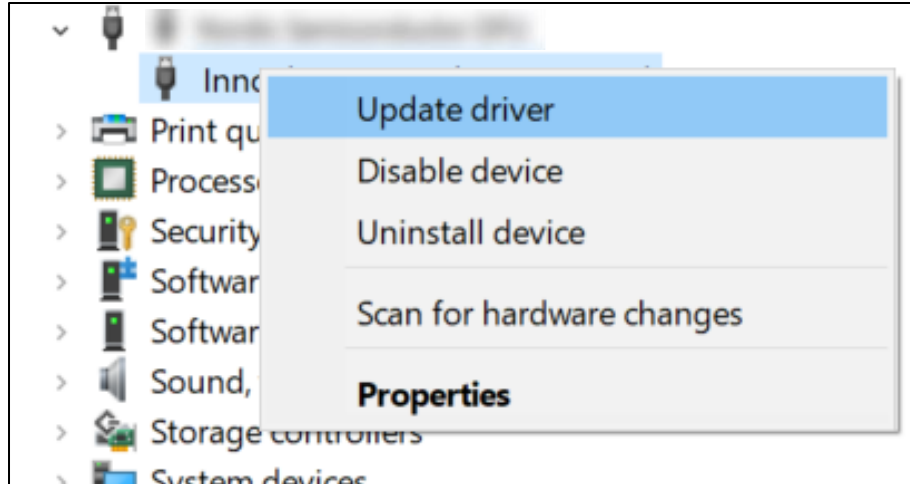 Inno
Update driver
Print qu
Disable device
Process
Uninstall device
Security
Softwar
Scan for hardware changes
Softwar
Sound,
Properties
Storage controllers
System devices